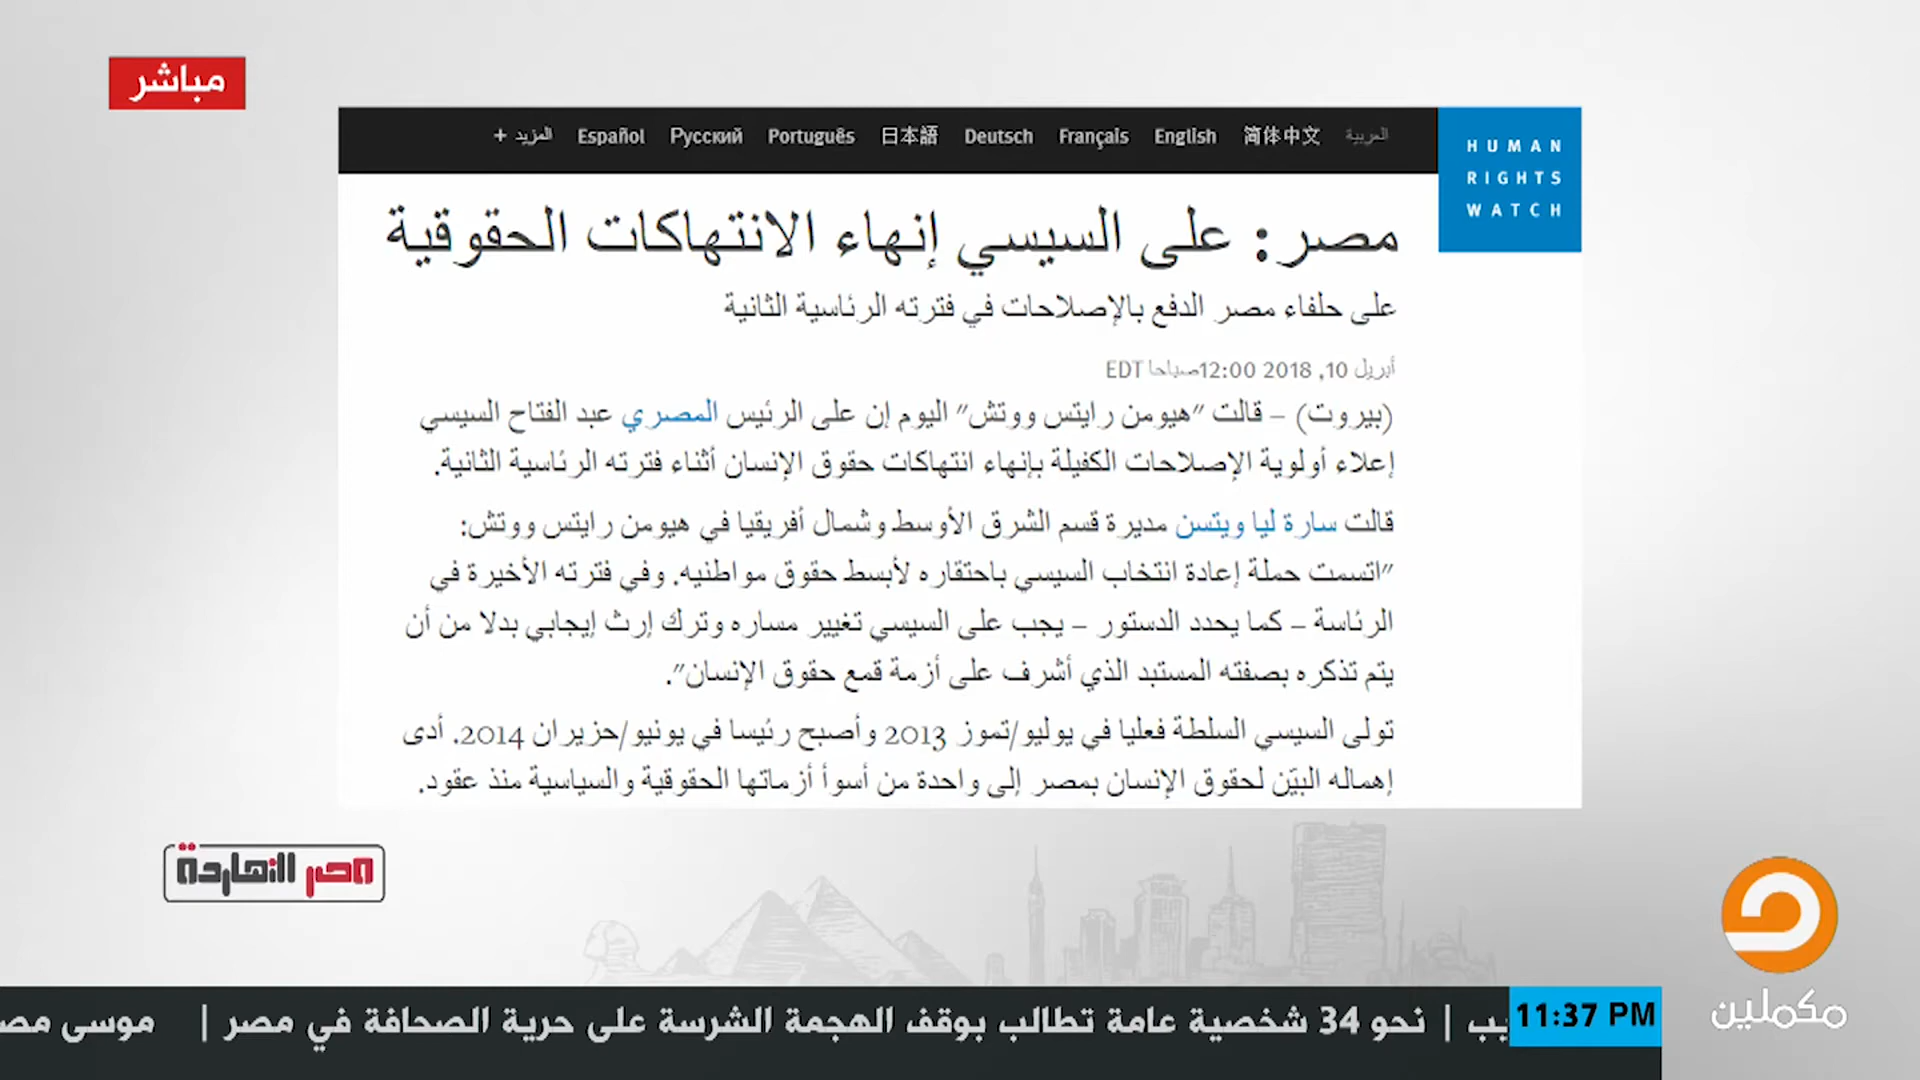 مباشر
العربية 简体中文 English Français Deutsch 日本語 Português Русский Español المزيد +
HUMAN
RIGHTS
WATCH
مصر: على السيسي إنهاء الانتهاكات الحقوقية
على حلفاء مصر الدفع بالإصلاحات في فترته الرئاسية الثانية
أبريل 10, 2018 12:00صباحا EDT
(بيروت) – قالت "هيومن رايتس ووتش" اليوم إن على الرئيس المصري عبد الفتاح السيسي
إعلاء أولوية الإصلاحات الكفيلة بإنهاء انتهاكات حقوق الإنسان أثناء فترته الرئاسية الثانية.
قالت سارة ليا ويتسن مديرة قسم الشرق الأوسط وشمال أفريقيا في هيومن رايتس ووتش:
"اتسمت حملة إعادة انتخاب السيسي باحتقاره لأبسط حقوق مواطنيه. وفي فترته الأخيرة في
الرئاسة – كما يحدد الدستور – يجب على السيسي تغيير مساره وترك إرث إيجابي بدلا من أن
يتم تذكره بصفته المستبد الذي أشرف على أزمة قمع حقوق الإنسان".
تولى السيسي السلطة فعليا في يوليو/تموز 2013 وأصبح رئيسا في يونيو/حزيران 2014. أدى
إهماله البيّن لحقوق الإنسان بمصر إلى واحدة من أسوأ أزماتها الحقوقية والسياسية منذ عقود.
مصر النهاردة
مكملين
11:37 PM
يب | نحو 34 شخصية عامة تطالب بوقف الهجمة الشرسة على حرية الصحافة في مصر | موسى مص